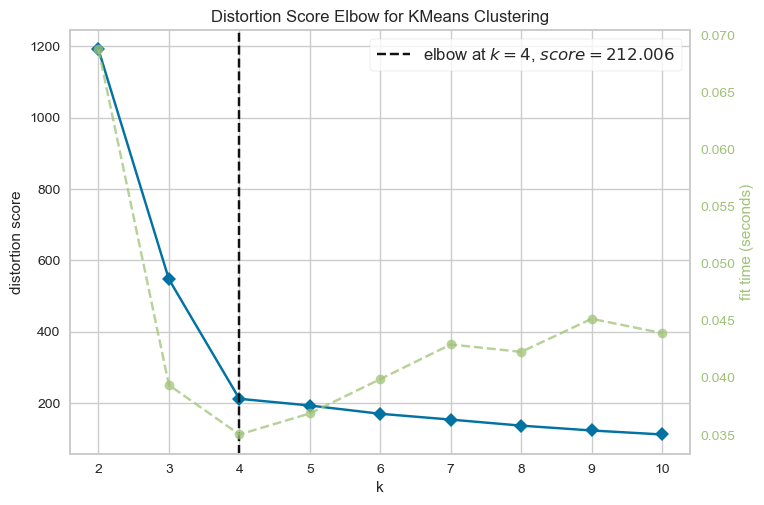 Distortion Score Elbow for KMeans Clustering
elbow at k = 4, score = 212.006
distortion score
1200
1000
800
600
400
200
0.070
0.065
0.060
0.055
0.050
0.045
0.040
0.035
fit time (seconds)
2 3 4 5 6 7 8 9 10
k